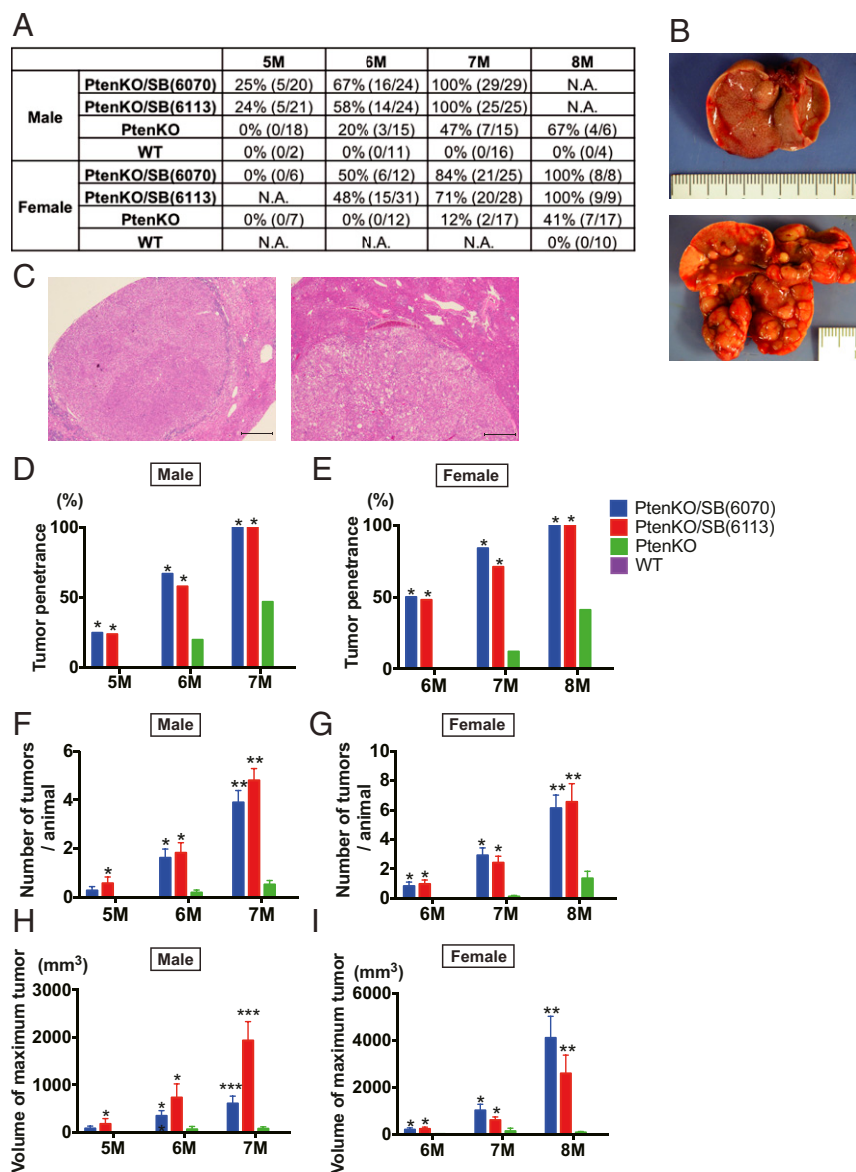 A
B
5M 6M 7M 8M
Male
PtenKO/SB(6070) 25% (5/20) 67% (16/24) 100% (29/29) N.A.
PtenKO/SB(6113) 24% (5/21) 58% (14/24) 100% (25/25) N.A.
PtenKO 0% (0/18) 20% (3/15) 47% (7/15) 67% (4/6)
WT 0% (0/2) 0% (0/11) 0% (0/16) 0% (0/4)
Female
PtenKO/SB(6070) 0% (0/6) 50% (6/12) 84% (21/25) 100% (8/8)
PtenKO/SB(6113) N.A. 48% (15/31) 71% (20/28) 100% (9/9)
PtenKO 0% (0/7) 0% (0/12) 12% (2/17) 41% (7/17)
WT N.A. N.A. N.A. 0% (0/10)
C
D
Male
(%)
Tumor penetrance
100
50
0
* * * * * *
5M 6M 7M
E
Female
(%)
Tumor penetrance
100
50
0
* * * * * *
6M 7M 8M
PtenKO/SB(6070)
PtenKO/SB(6113)
PtenKO
WT
F
Male
Number of tumors
/ animal
6
4
2
0
* * * ** **
5M 6M 7M
G
Female
Number of tumors
/ animal
10
8
6
4
2
0
* * * * ** **
6M 7M 8M
H
Male
(mm3)
Volume of maximum tumor
3000
2000
1000
0
* * * * *** ***
5M 6M 7M
I
Female
(mm3)
Volume of maximum tumor
6000
4000
2000
0
* * * * ** **
6M 7M 8M